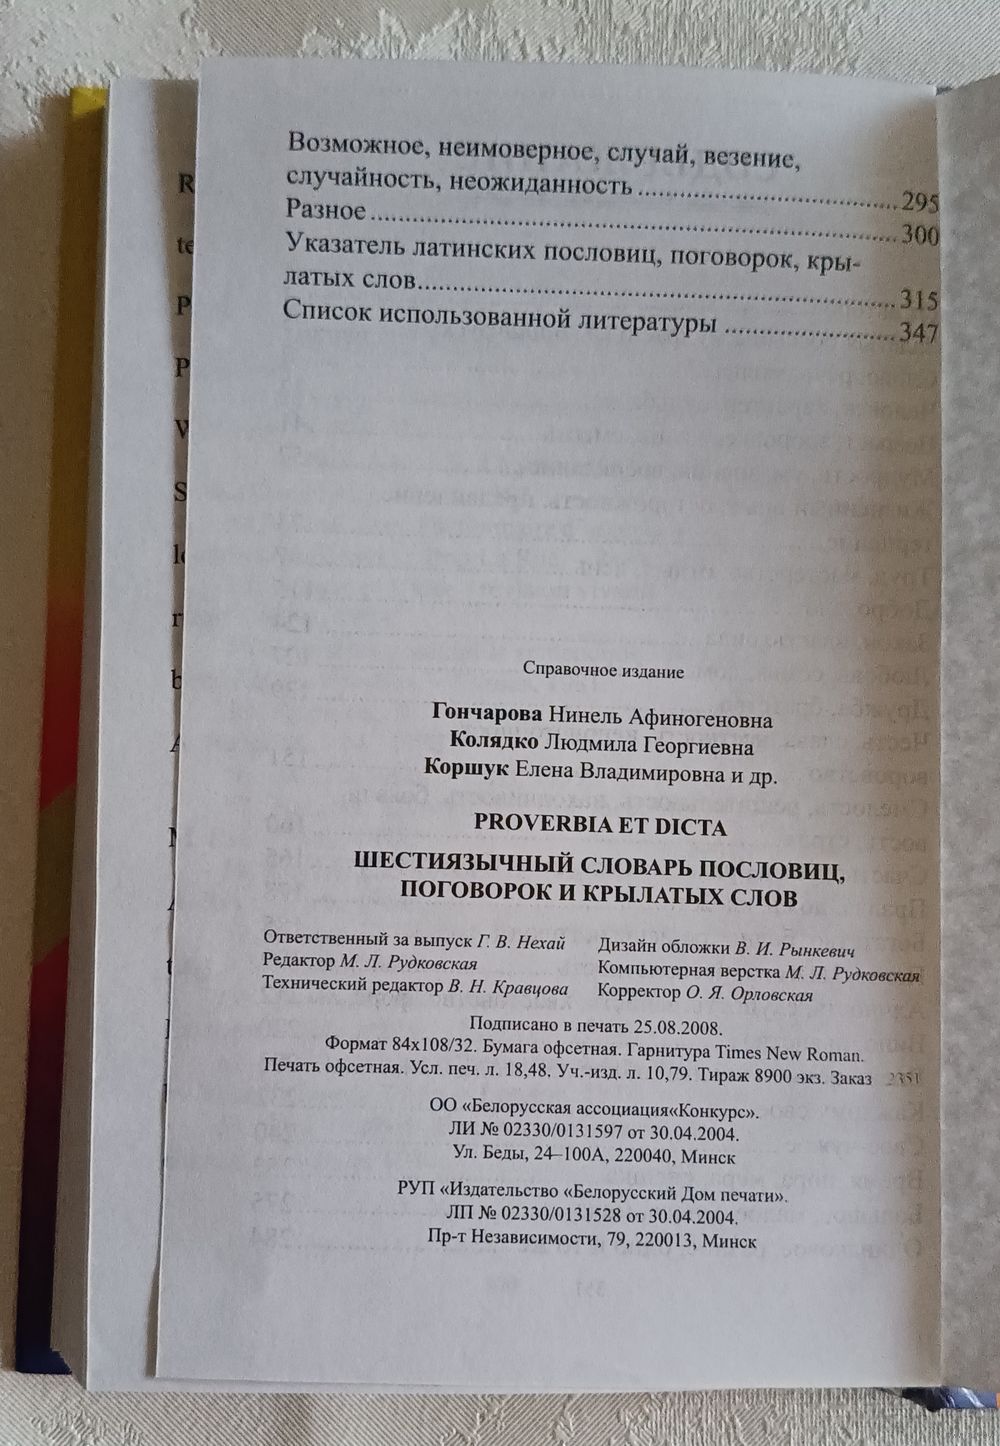 Возможное, неимоверное, случай, везение,
случайность, неожиданность ........................................ 295
Разное ........................................ 300
Указатель латинских пословиц, поговорок, кры-
латых слов ........................................ 315
Список использованной литературы ........................ 347
Справочное издание
Гончарова Нинель Афиногеновна
Колядко Людмила Георгиевна
Коршук Елена Владимировна и др.
PROVERBIA ET DICTA
ШЕСТИЯЗЫЧНЫЙ СЛОВАРЬ ПОСЛОВИЦ,
ПОГОВОРОК И КРЫЛАТЫХ СЛОВ
Ответственный за выпуск Г. В. Нехай
Редактор М. Л. Рудковская
Технический редактор В. Н. Кравцова
Дизайн обложки В. И. Рынкевич
Компьютерная верстка М. Л. Рудковская
Корректор О. Я. Орловская
Подписано в печать 25.08.2008.
Формат 84х108/32. Бумага офсетная. Гарнитура Times New Roman.
Печать офсетная. Усл. печ. л. 18,48. Уч.-изд. л. 10,79. Тираж 8900 экз. Заказ 2351
ОО «Белорусская ассоциация«Конкурс».
ЛИ № 02330/0131597 от 30.04.2004.
Ул. Беды, 24–100А, 220040, Минск
РУП «Издательство «Белорусский Дом печати».
ЛП № 02330/0131528 от 30.04.2004.
Пр-т Независимости, 79, 220013, Минск